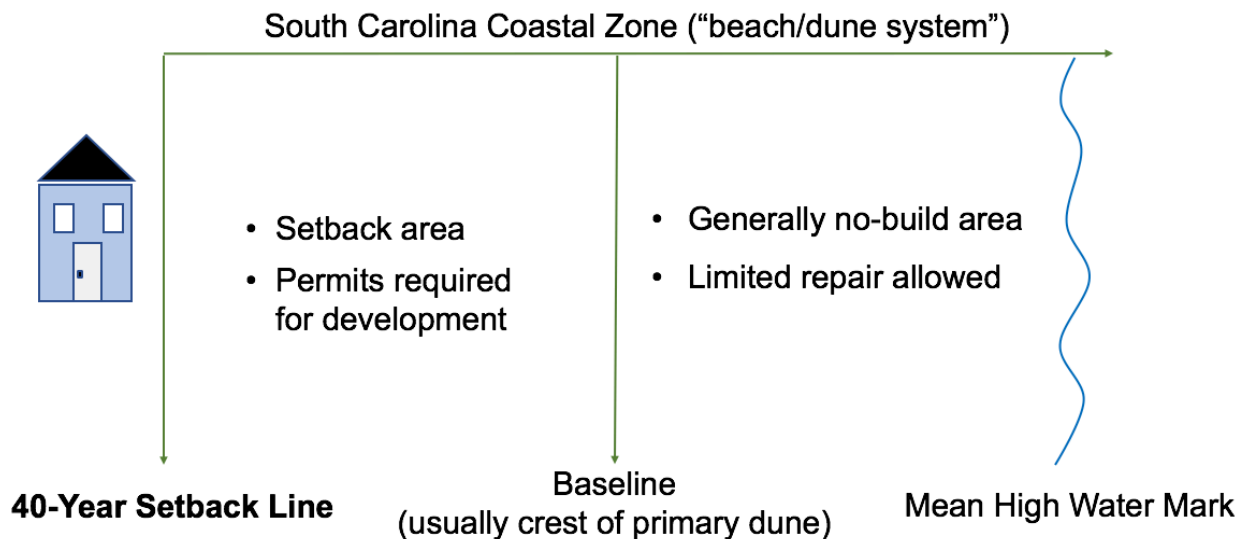 South Carolina Coastal Zone (“beach/dune system”)
• Setback area
• Permits required
for development
• Generally no-build area
• Limited repair allowed
40-Year Setback Line
Baseline
(usually crest of primary dune)
Mean High Water Mark